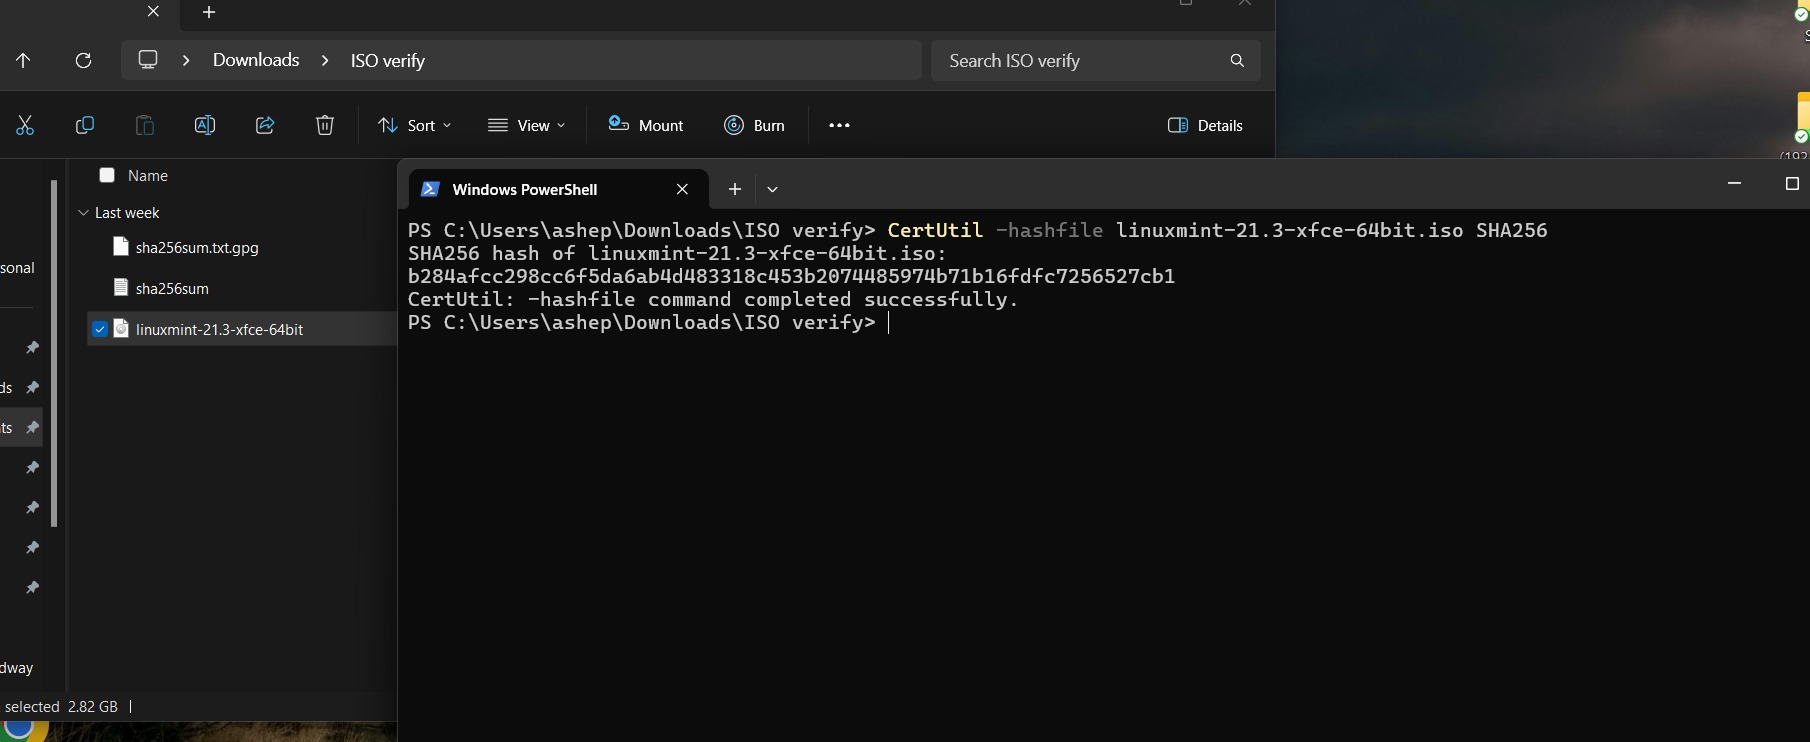 Downloads > ISO verify
Search ISO verify
Sort
View
Mount
Burn
Details
Name
Last week
sha256sum.txt.gpg
sha256sum
linuxmint-21.3-xfce-64bit
sonal
ds
ts
dway
selected 2.82 GB
Windows PowerShell
PS C:\Users\ashep\Downloads\ISO verify> CertUtil -hashfile linuxmint-21.3-xfce-64bit.iso SHA256
SHA256 hash of linuxmint-21.3-xfce-64bit.iso:
b284afcc298cc6f5da6ab4d483318c453b2074485974b71b16fdfc7256527cb1
CertUtil: -hashfile command completed successfully.
PS C:\Users\ashep\Downloads\ISO verify>